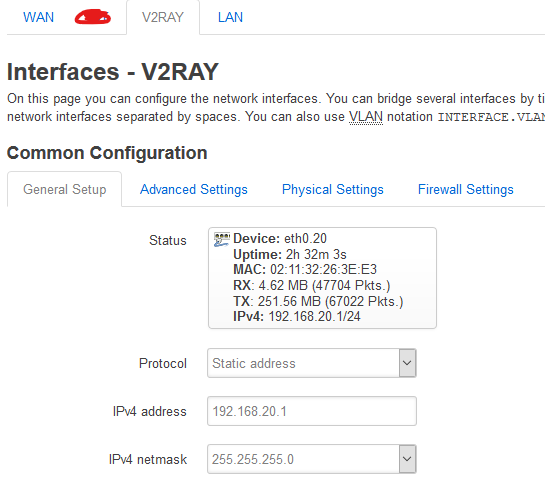 WAN V2RAY LAN
Interfaces - V2RAY
On this page you can configure the network interfaces. You can bridge several interfaces by
network interfaces separated by spaces. You can also use VLAN notation
Common Configuration
General Setup Advanced Settings Physical Settings Firewall Settings
Status
Device: eth0.20
Uptime: 2h 32m 3s
MAC: 02:11:32:26:3E:E3
RX: 4.62 MB (47704 Pkts.)
TX: 251.56 MB (67022 Pkts.)
IPv4: 192.168.20.1/24
Protocol Static address
IPv4 address 192.168.20.1
IPv4 netmask 255.255.255.0